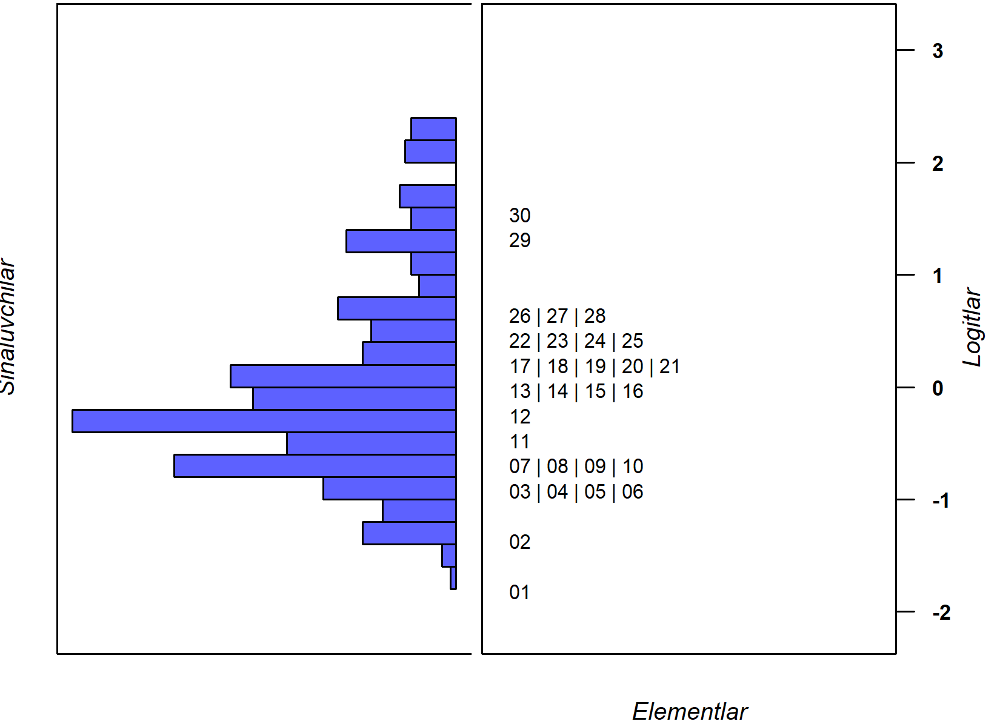 Sinaluvchilar
30
29
26 | 27 | 28
22 | 23 | 24 | 25
17 | 18 | 19 | 20 | 21
13 | 14 | 15 | 16
12
11
07 | 08 | 09 | 10
03 | 04 | 05 | 06
02
01
3
2
1
0
-1
-2
Logitlar
Elementlar